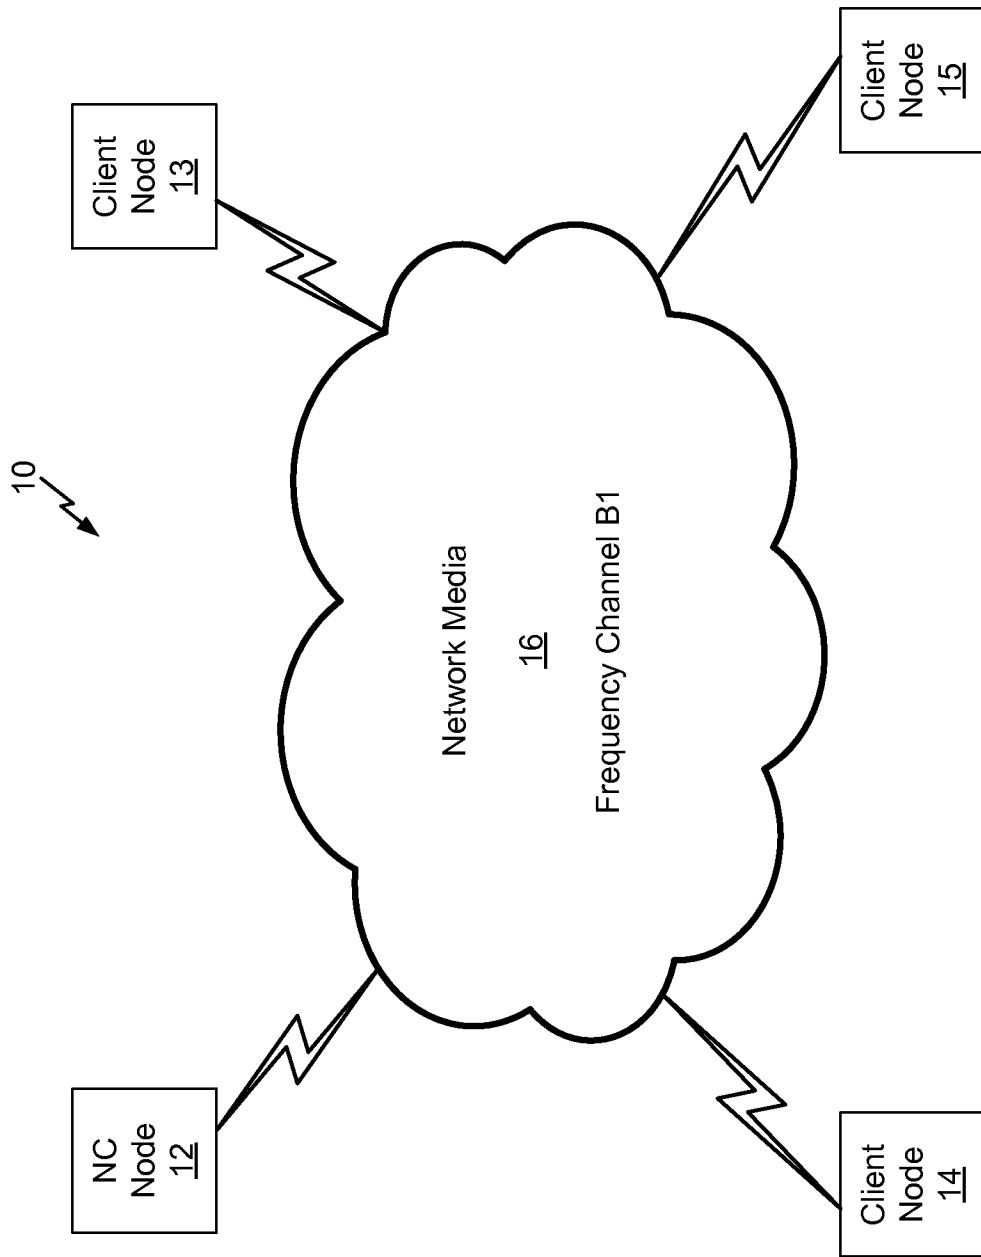 10
NC
Node
12
Client
Node
13
Network Media
16
Frequency Channel B1
Client
Node
14
Client
Node
15